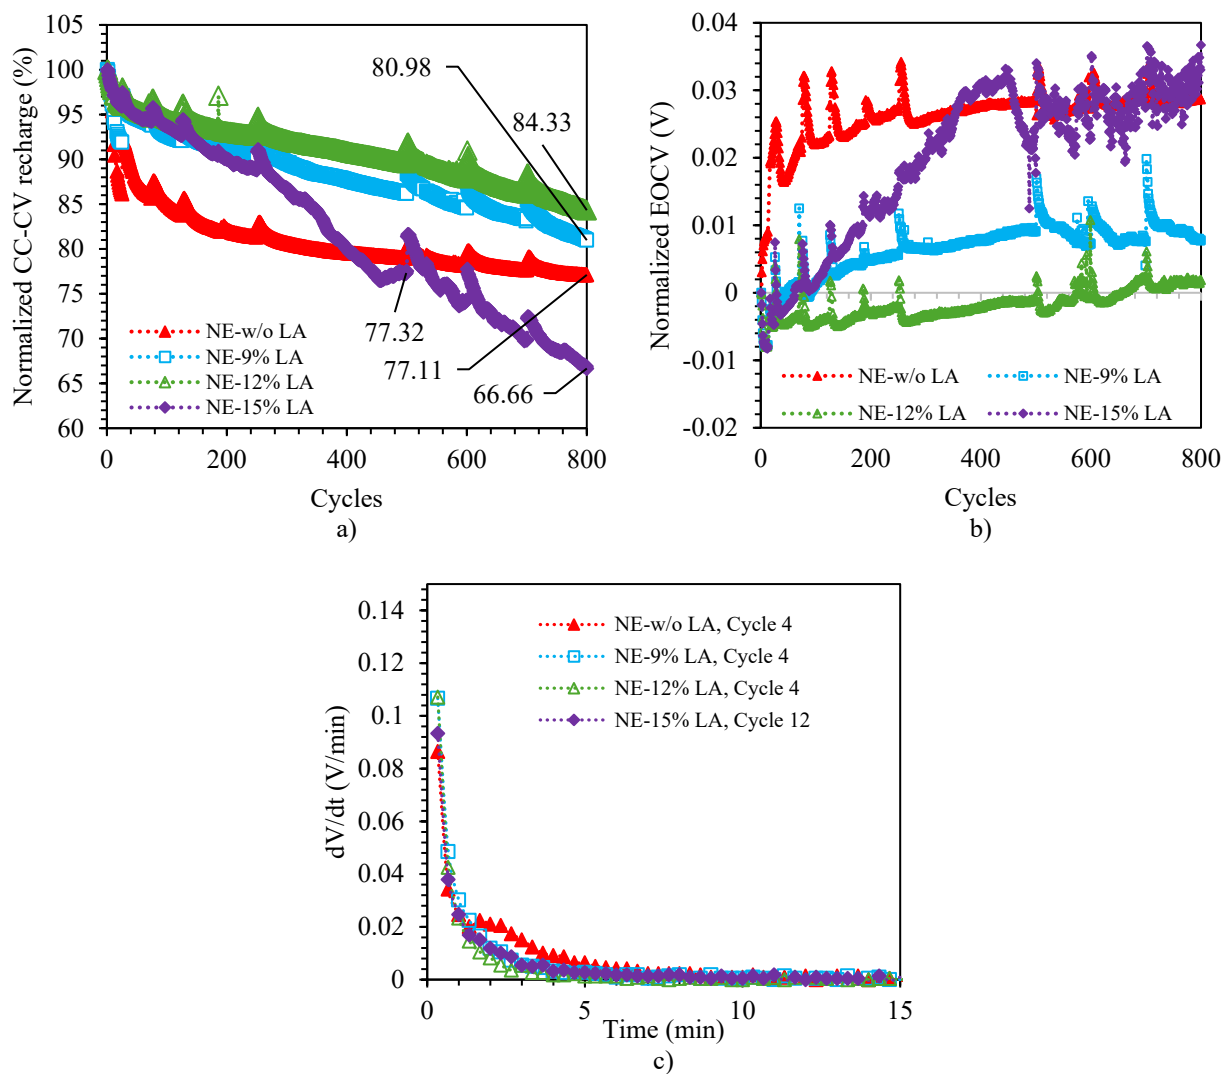 Normalized CC-CV recharge (%)
105
100
95
90
85
80
75
70
65
60
80.98
84.33
77.32
77.11
66.66
NE-w/o LA
NE-9% LA
NE-12% LA
NE-15% LA
0 200 400 600 800
Cycles
a)
Normalized EOCV (V)
0.04
0.03
0.02
0.01
0
-0.01
-0.02
NE-w/o LA NE-9% LA
NE-12% LA NE-15% LA
0 200 400 600 800
Cycles
b)
dV/dt (V/min)
0.14
0.12
0.1
0.08
0.06
0.04
0.02
0
NE-w/o LA, Cycle 4
NE-9% LA, Cycle 4
NE-12% LA, Cycle 4
NE-15% LA, Cycle 12
0 5 10 15
Time (min)
c)